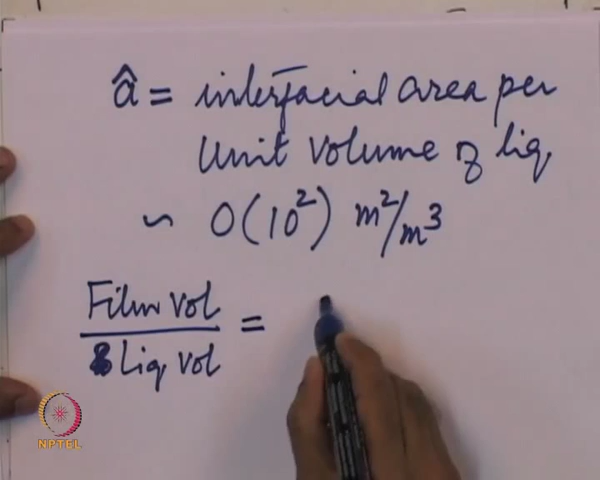 â = interfacial area per
unit volume of liq
~ O(10²) m²/m³
Film vol
Liq vol
=
NPTEL